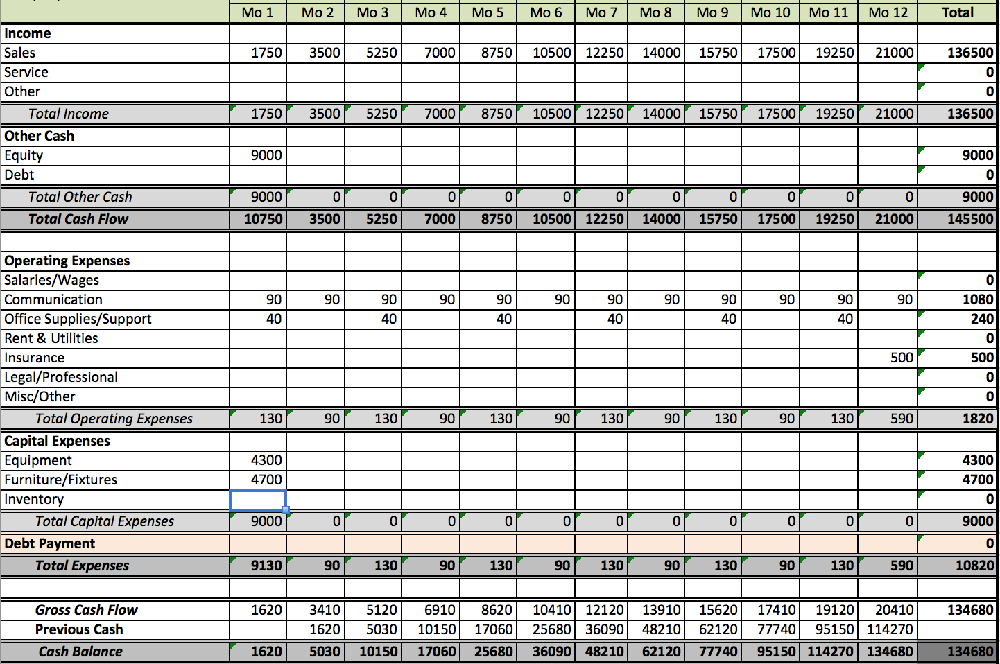 Mo 1 Mo 2 Mo 3 Mo 4 Mo 5 Mo 6 Mo 7 Mo 8 Mo 9 Mo 10 Mo 11 Mo 12 Total
Income
Sales 1750 3500 5250 7000 8750 10500 12250 14000 15750 17500 19250 21000 136500
Service 0
Other 0
Total Income 1750 3500 5250 7000 8750 10500 12250 14000 15750 17500 19250 21000 136500
Other Cash
Equity 9000 9000
Debt 0
Total Other Cash 9000 0 0 0 0 0 0 0 0 0 0 0 9000
Total Cash Flow 10750 3500 5250 7000 8750 10500 12250 14000 15750 17500 19250 21000 145500
Operating Expenses
Salaries/Wages 0
Communication 90 90 90 90 90 90 90 90 90 90 90 90 1080
Office Supplies/Support 40 40 40 40 40 40 240
Rent & Utilities 0
Insurance 500 500
Legal/Professional 0
Misc/Other 0
Total Operating Expenses 130 90 130 90 130 90 130 90 130 90 130 590 1820
Capital Expenses
Equipment 4300 4300
Furniture/Fixtures 4700 4700
Inventory 0
Total Capital Expenses 9000 0 0 0 0 0 0 0 0 0 0 0 9000
Debt Payment 0
Total Expenses 9130 90 130 90 130 90 130 90 130 90 130 590 10820
Gross Cash Flow 1620 3410 5120 6910 8620 10410 12120 13910 15620 17410 19120 20410 134680
Previous Cash 1620 5030 10150 17060 25680 36090 48210 62120 77740 95150 114270
Cash Balance 1620 5030 10150 17060 25680 36090 48210 62120 77740 95150 114270 134680 134680